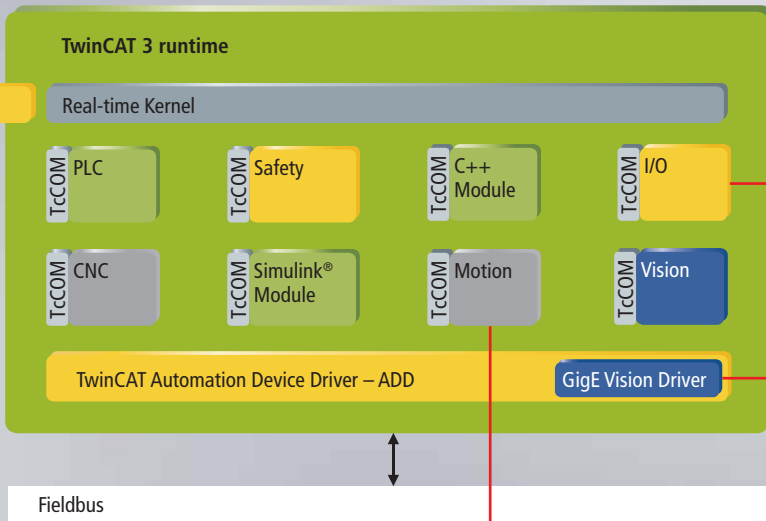 TwinCAT 3 runtime
Real-time Kernel
TcCOM
PLC
TcCOM
Safety
TcCOM
C++
Module
TcCOM
I/O
TcCOM
CNC
TcCOM
Simulink®
Module
TcCOM
Motion
TcCOM
Vision
TwinCAT Automation Device Driver – ADD
GigE Vision Driver
Fieldbus